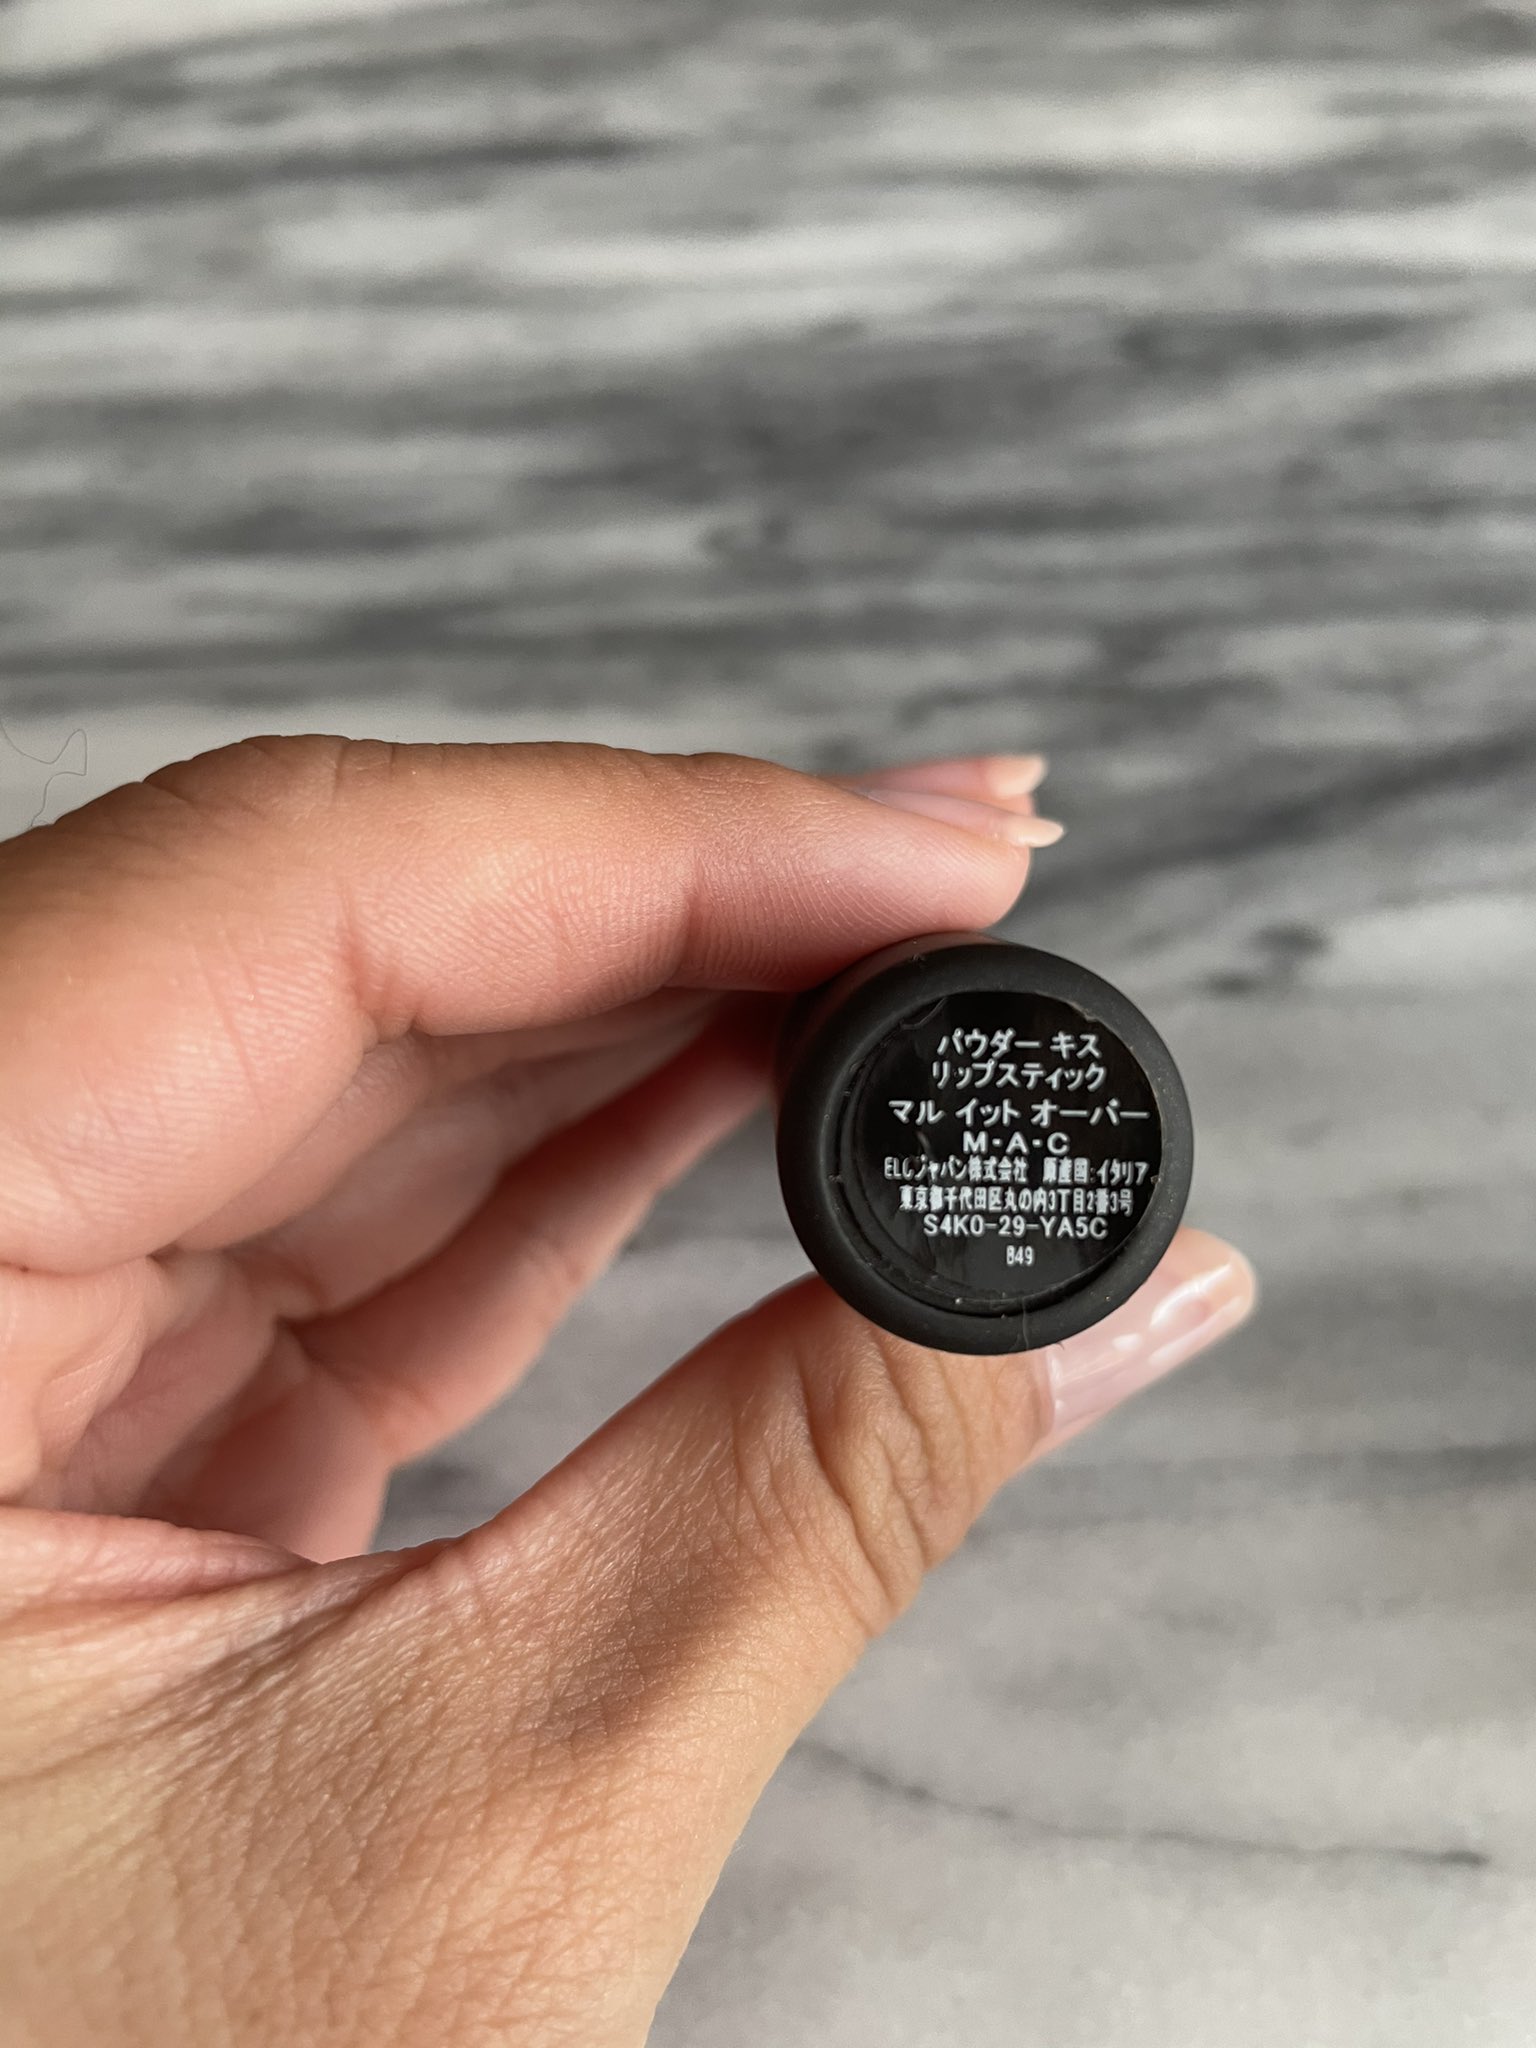 パウダー キス
リップスティック
マル イット オーバー
M・A・C
ELCジャパン株式会社 原産国:イタリア
東京都千代田区丸の内3丁目2番3号
S4K0-29-YA5C
B49